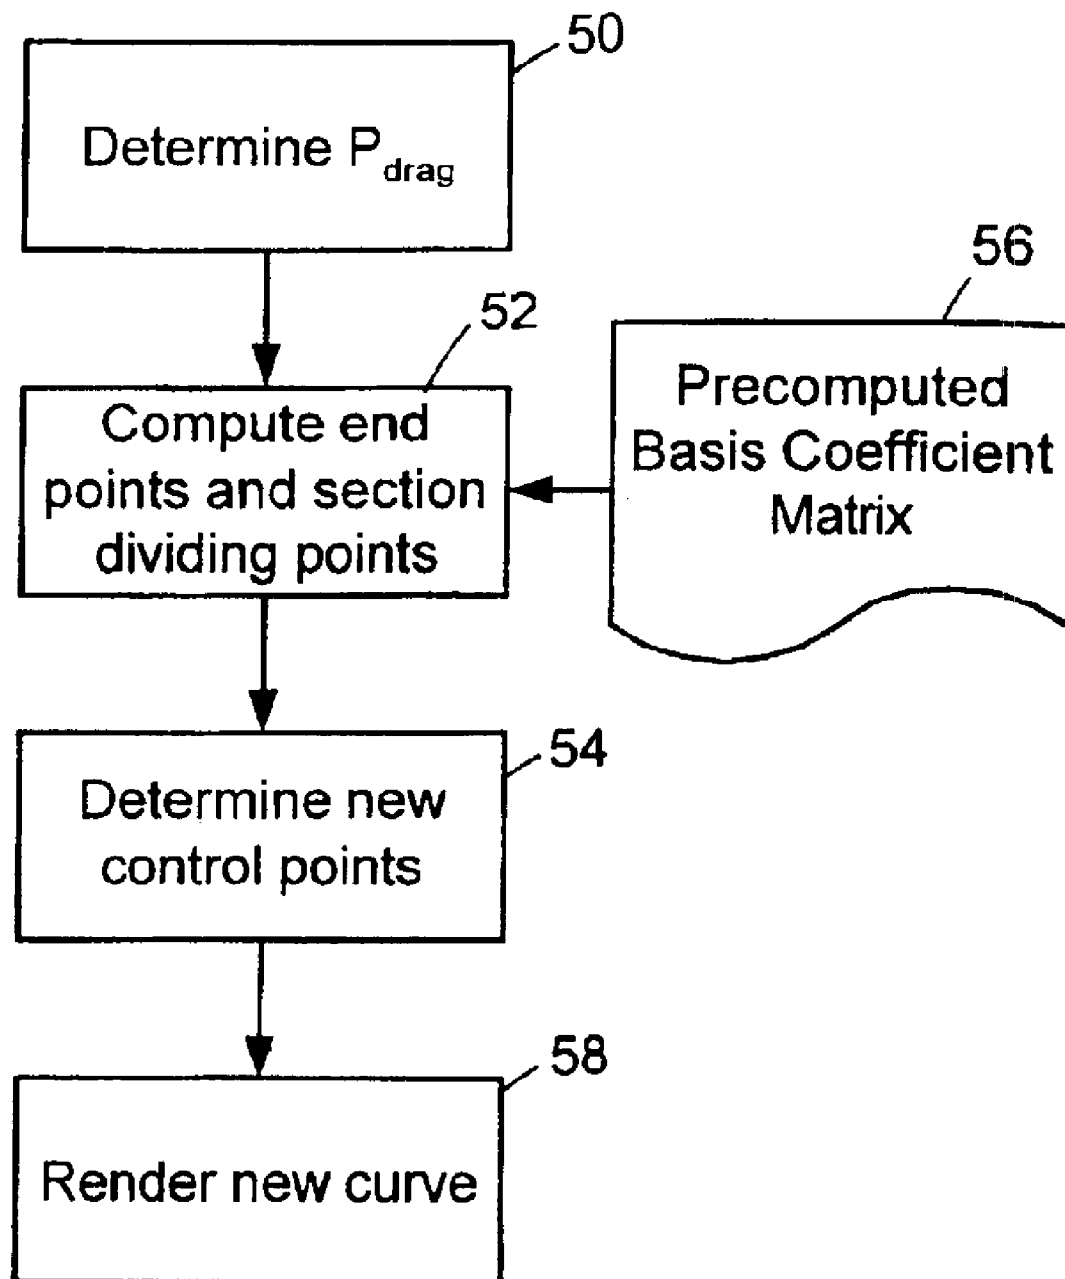 50
Determine P_drag
56
52
Compute end
points and section
dividing points
Precomputed
Basis Coefficient
Matrix
54
Determine new
control points
58
Render new curve